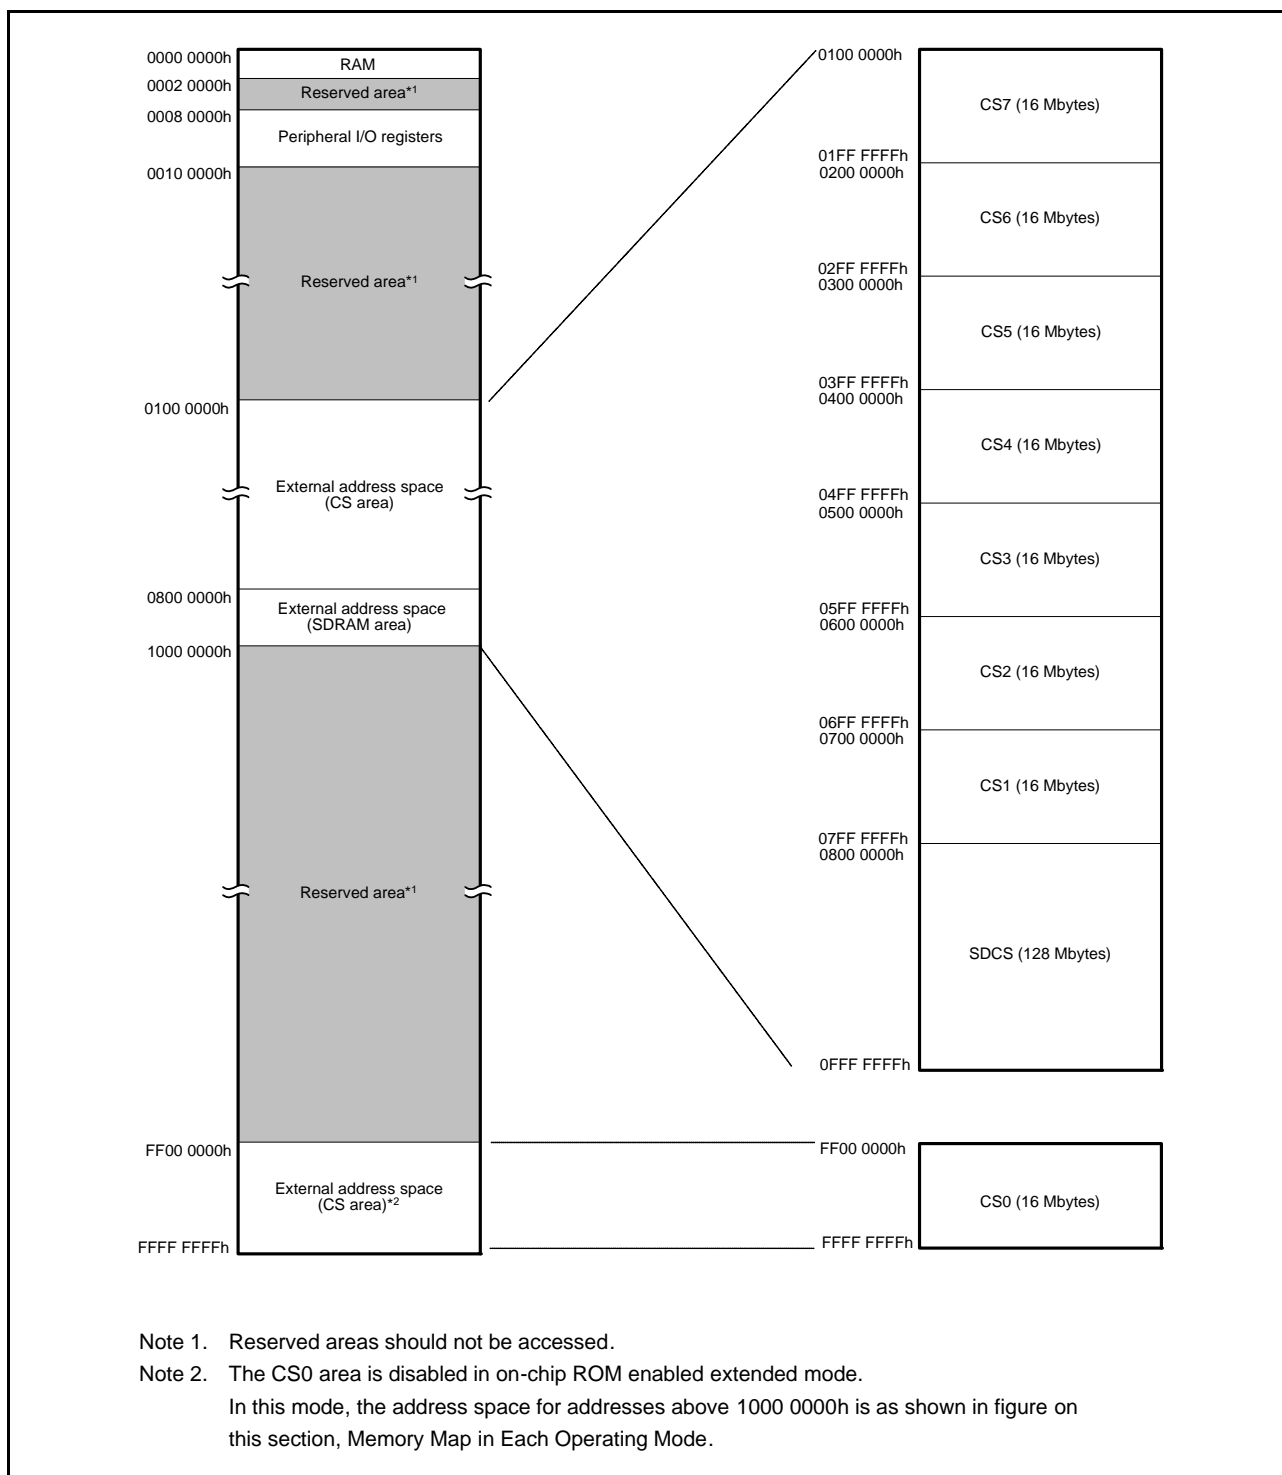 0000 0000h
RAM
0002 0000h
Reserved area*1
0008 0000h
Peripheral I/O registers
0010 0000h
Reserved area*1
0100 0000h
External address space
(CS area)
0800 0000h
External address space
(SDRAM area)
1000 0000h
Reserved area*1
FF00 0000h
External address space
(CS area)*2
FFFF FFFFh
0100 0000h
CS7 (16 Mbytes)
01FF FFFFh
0200 0000h
CS6 (16 Mbytes)
02FF FFFFh
0300 0000h
CS5 (16 Mbytes)
03FF FFFFh
0400 0000h
CS4 (16 Mbytes)
04FF FFFFh
0500 0000h
CS3 (16 Mbytes)
05FF FFFFh
0600 0000h
CS2 (16 Mbytes)
06FF FFFFh
0700 0000h
CS1 (16 Mbytes)
07FF FFFFh
0800 0000h
SDCS (128 Mbytes)
0FFF FFFFh
FF00 0000h
CS0 (16 Mbytes)
FFFF FFFFh
Note 1. Reserved areas should not be accessed.
Note 2. The CS0 area is disabled in on-chip ROM enabled extended mode.
In this mode, the address space for addresses above 1000 0000h is as shown in figure on
this section, Memory Map in Each Operating Mode.